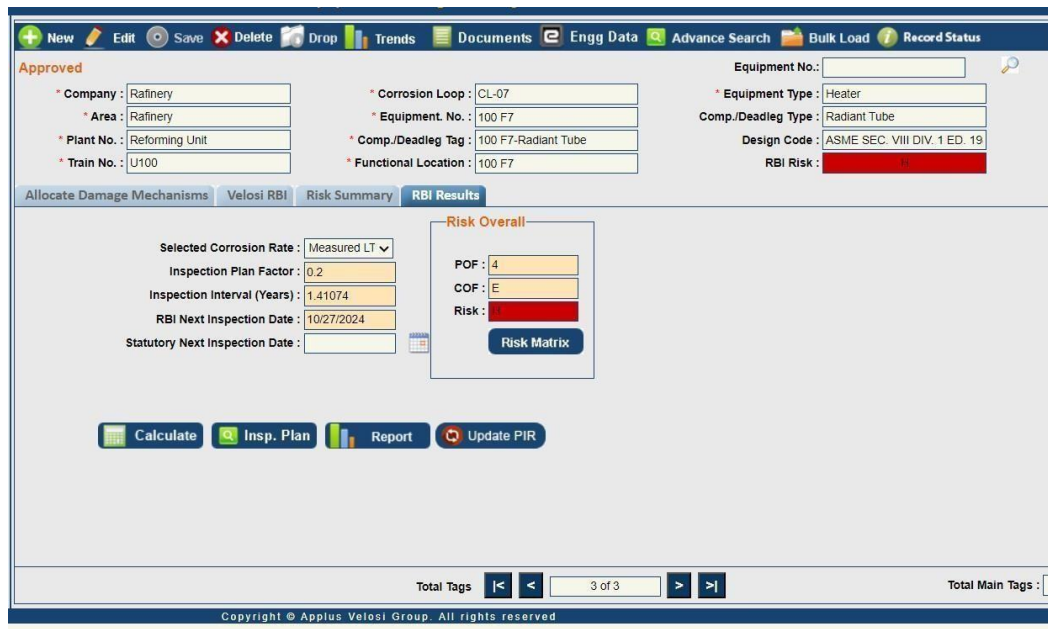 New Edit Save Delete Drop Trends Documents Engg Data Advance Search Bulk Load Record Status
Approved
Equipment No.:
* Company : Rafinery
* Corrosion Loop : CL-07
* Equipment Type : Heater
* Area : Rafinery
* Equipment. No. : 100 F7
Comp./Deadleg Type : Radiant Tube
* Plant No. : Reforming Unit
* Comp./Deadleg Tag : 100 F7-Radiant Tube
Design Code : ASME SEC. VIII DIV. 1 ED. 19
* Train No. : U100
* Functional Location : 100 F7
RBI Risk : H
Allocate Damage Mechanisms Velosi RBI Risk Summary RBI Results
Risk Overall
Selected Corrosion Rate : Measured LT
Inspection Plan Factor : 0.2
Inspection Interval (Years) : 1.41074
RBI Next Inspection Date : 10/27/2024
Statutory Next Inspection Date :
POF : 4
COF : E
Risk : H
Risk Matrix
Calculate Insp. Plan Report Update PIR
Total Tags |< < 3 of 3 > >| Total Main Tags :
Copyright © Applus Velosi Group. All rights reserved